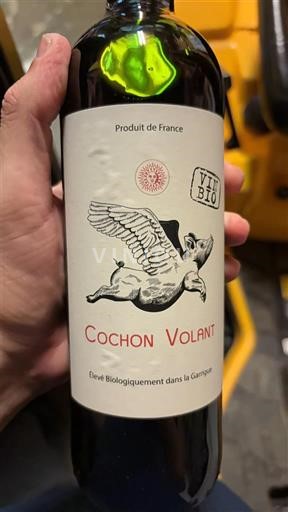 Produit de France
VIN
BIO
COCHON VOLANT
Élevé Biologiquement dans la Garrigue